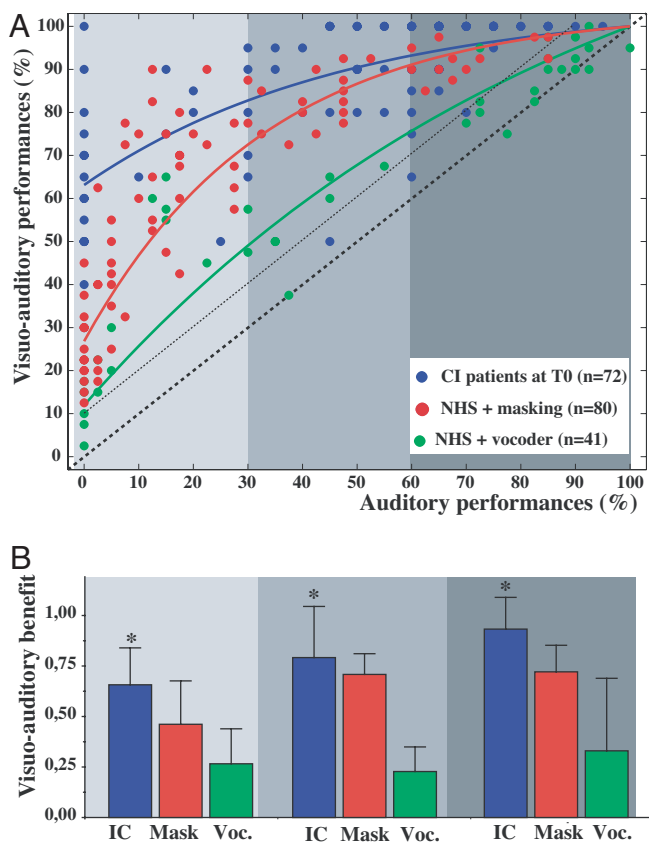 A
Visuo-auditory performances (%)
100
90
80
70
60
50
40
30
20
10
0
CI patients at T0 (n=72)
NHS + masking (n=80)
NHS + vocoder (n=41)
0 10 20 30 40 50 60 70 80 90 100
Auditory performances (%)
B
Visuo-auditory benefit
1,00
0,75
0,50
0,25
0,00
* * *
IC Mask Voc. IC Mask Voc. IC Mask Voc.